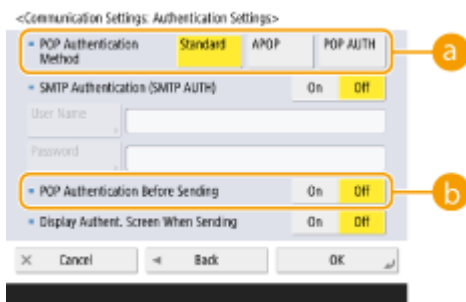 <Communication Settings: Authentication Settings>
POP Authentication Method Standard APOP POP AUTH
a
SMTP Authentication (SMTP AUTH) On Off
User Name
Password
POP Authentication Before Sending On Off
b
Display Authent. Screen When Sending On Off
× Cancel ◄ Back OK